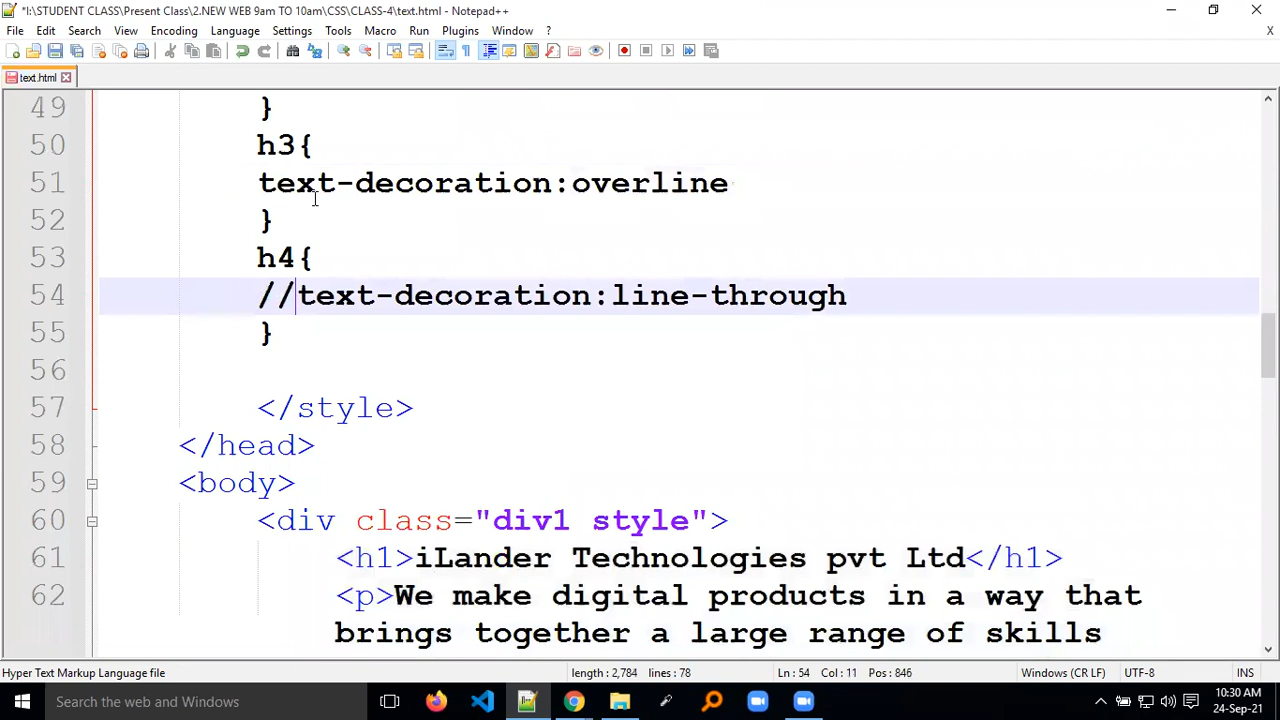 *I:\STUDENT CLASS\Present Class\2.NEW WEB 9am TO 10am\CSS\CLASS-4\text.html - Notepad++
File Edit Search View Encoding Language Settings Tools Macro Run Plugins Window ? X
text.html
49 }
50 h3{
51 text-decoration:overline
52 }
53 h4{
54 //text-decoration:line-through
55 }
56
57 </style>
58 </head>
59 <body>
60 <div class="div1 style">
61 <h1>iLander Technologies pvt Ltd</h1>
62 <p>We make digital products in a way that
brings together a large range of skills
Hyper Text Markup Language file length : 2,784 lines : 78 Ln : 54 Col : 11 Pos : 846 Windows (CR LF) UTF-8 INS
Search the web and Windows
10:30 AM
24-Sep-21